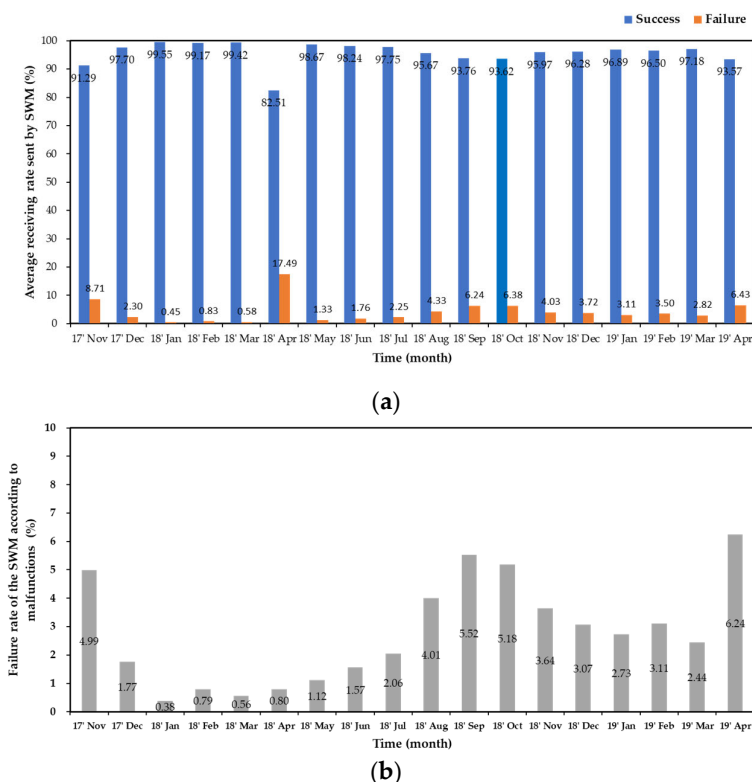 Success Failure
100
90
80
70
60
50
40
30
20
10
0
Average receiving rate sent by SWM (%)
91.29 97.70 99.55 99.17 99.42 82.51 98.67 98.24 97.75 95.67 93.76 93.62 95.97 96.28 96.89 96.50 97.18 93.57
8.71 2.30 0.45 0.83 0.58 17.49 1.33 1.76 2.25 4.33 6.24 6.38 4.03 3.72 3.11 3.50 2.82 6.43
17' Nov 17' Dec 18' Jan 18' Feb 18' Mar 18' Apr 18' May 18' Jun 18' Jul 18' Aug 18' Sep 18' Oct 18' Nov 18' Dec 19' Jan 19' Feb 19' Mar 19' Apr
Time (month)
(a)
10
9
8
7
6
5
4
3
2
1
0
Failure rate of the SWM according to
malfunctions (%)
4.99 1.77 0.38 0.79 0.56 0.80 1.12 1.57 2.06 4.01 5.52 5.18 3.64 3.07 2.73 3.11 2.44 6.24
17' Nov 17' Dec 18' Jan 18' Feb 18' Mar 18' Apr 18' May 18' Jun 18' Jul 18' Aug 18' Sep 18' Oct 18' Nov 18' Dec 19' Jan 19' Feb 19' Mar 19' Apr
Time (month)
(b)